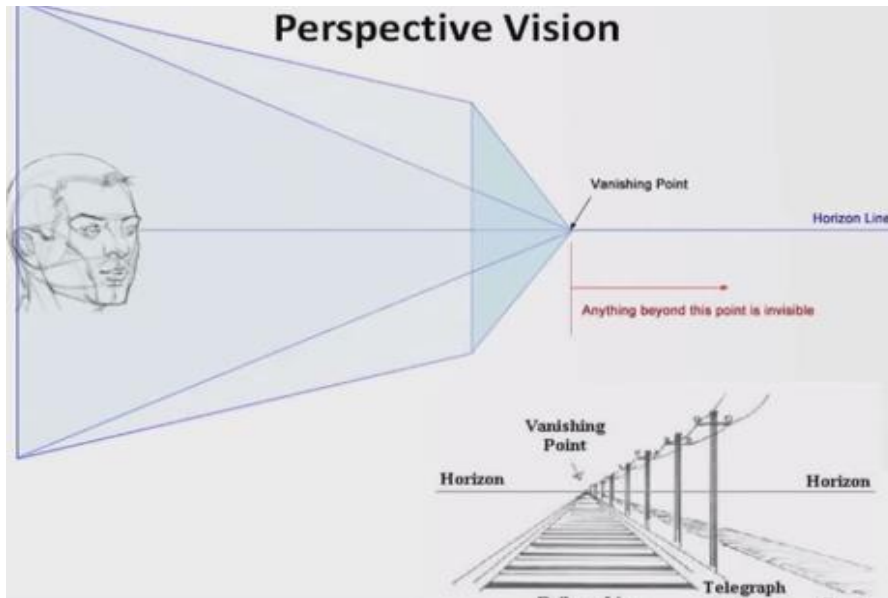 Perspective Vision
Vanishing Point
Horizon Line
Anything beyond this point is invisible
Vanishing
Point
Horizon
Horizon
Telegraph